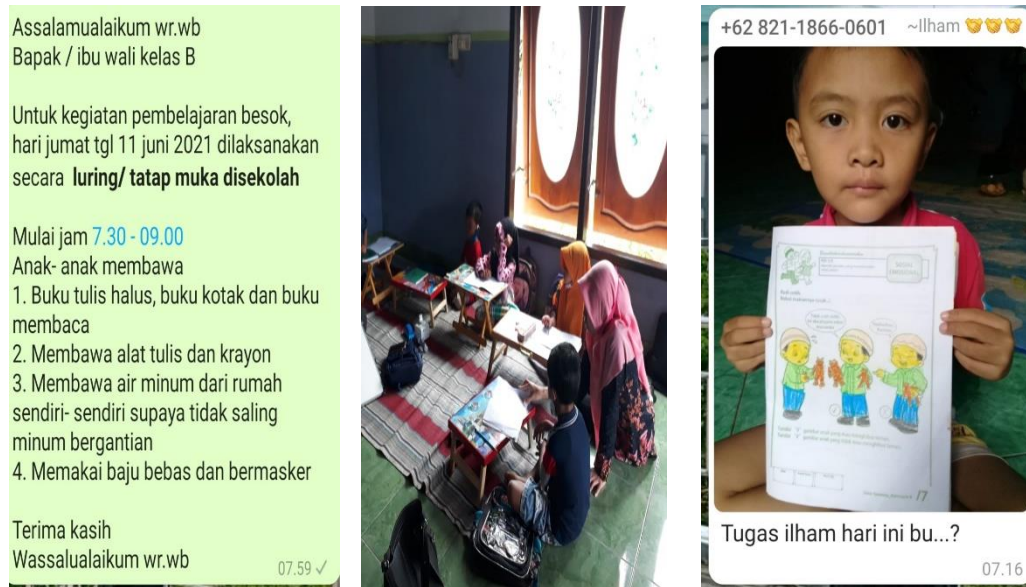 Assalamualaikum wr.wb
Bapak / ibu wali kelas B
Untuk kegiatan pembelajaran besok,
hari jumat tgl 11 juni 2021 dilaksanakan
secara luring/ tatap muka disekolah
Mulai jam 7.30 - 09.00
Anak- anak membawa
1. Buku tulis halus, buku kotak dan buku
membaca
2. Membawa alat tulis dan krayon
3. Membawa air minum dari rumah
sendiri- sendiri supaya tidak saling
minum bergantian
4. Memakai baju bebas dan bermasker
Terima kasih
Wassalualaikum wr.wb
07.59
+62 821-1866-0601 ~Ilham
17
Tugas ilham hari ini bu...?
07.16